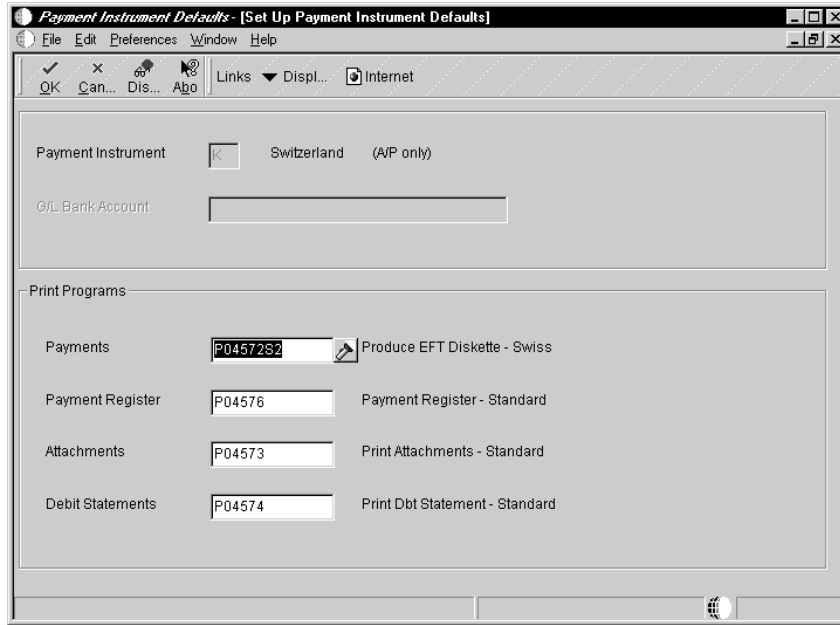 Payment Instrument Defaults - [Set Up Payment Instrument Defaults]
File Edit Preferences Window Help
OK Can... Dis... Abo Links Displ... Internet
Payment Instrument K Switzerland (A/P only)
G/L Bank Account
Print Programs
Payments P04572S2 Produce EFT Diskette - Swiss
Payment Register P04576 Payment Register - Standard
Attachments P04573 Print Attachments - Standard
Debit Statements P04574 Print Dbt Statement - Standard